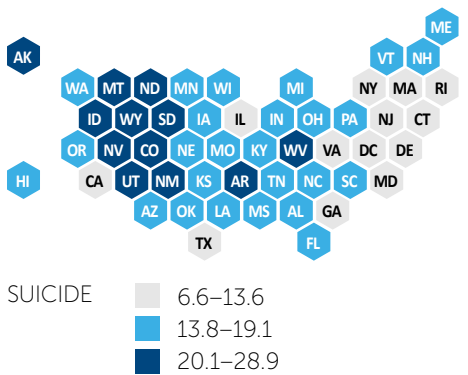 ME
AK VT NH
WA MT ND MN WI MI NY MA RI
ID WY SD IA IL IN OH PA NJ CT
OR NV CO NE MO KY WV VA DC DE
HI CA UT NM KS AR TN NC SC MD
AZ OK LA MS AL GA
TX FL
SUICIDE 6.6–13.6
13.8–19.1
20.1–28.9